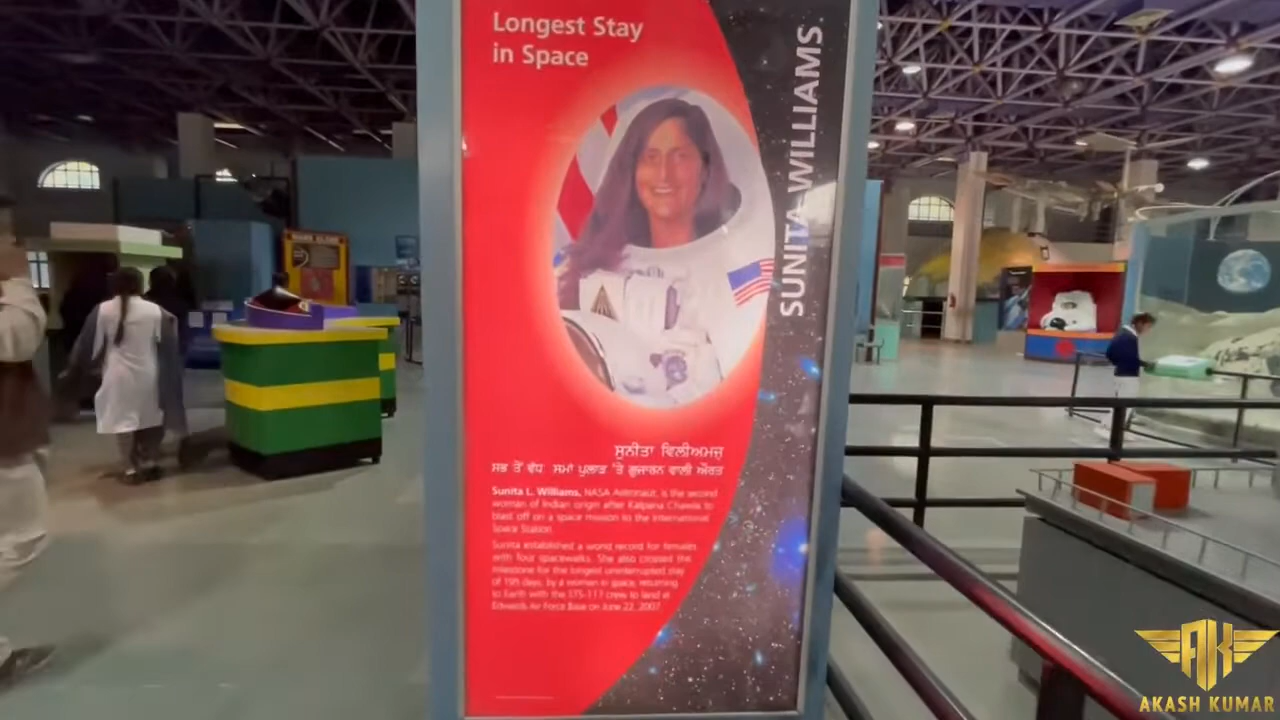 Longest Stay
in Space
SUNITA WILLIAMS
ਸੁਨੀਤਾ ਵਿਲੀਅਮਜ਼
ਸਭ ਤੋਂ ਵੱਧ ਸਮਾਂ ਪੁਲਾੜ 'ਤੇ ਗੁਜਾਰਨ ਵਾਲੀ ਔਰਤ
Sunita L. Williams, NASA Astronaut, is the second
woman of Indian origin after Kalpana Chawla to
blast off on a space mission to the International
Space Station
Sunita established a world record for females
with four spacewalks. She also crossed the
milestone for the longest uninterrupted stay
of 195 days, by a woman in space, returning
to Earth with the STS-117 crew to land at
Edwards Air Force Base on June 22, 2007
AK
AKASH KUMAR